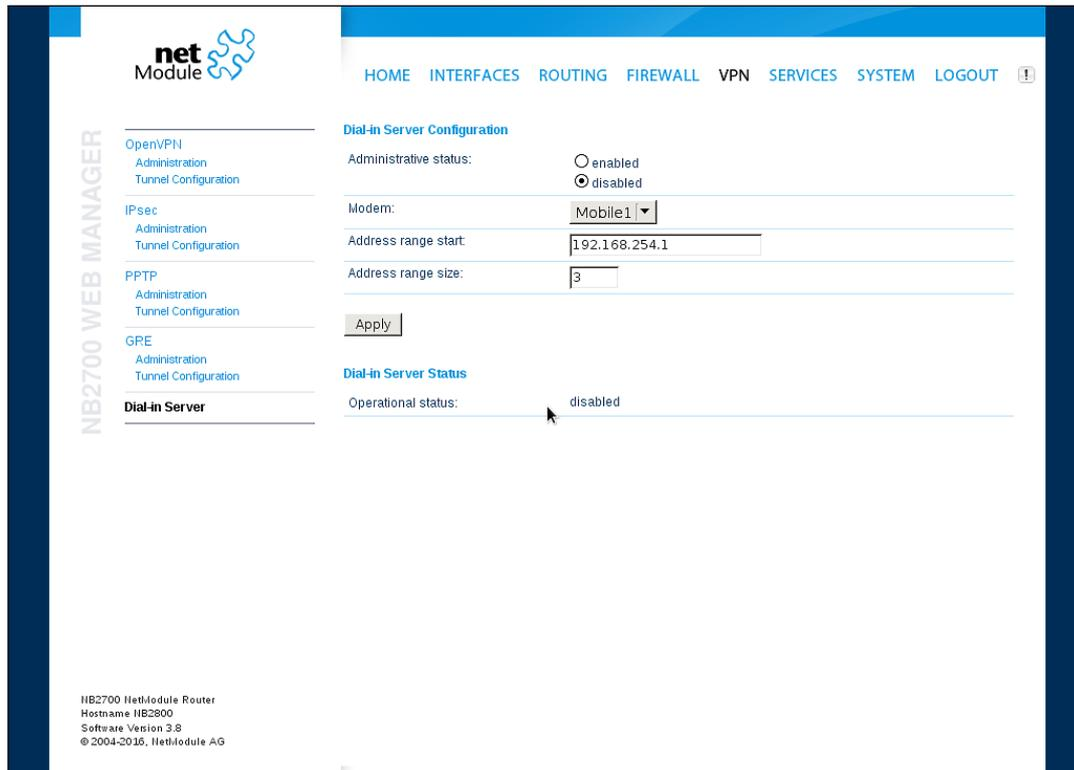 net
Module
HOME INTERFACES ROUTING FIREWALL VPN SERVICES SYSTEM LOGOUT !
NB2700 WEB MANAGER
OpenVPN
Administration
Tunnel Configuration
IPsec
Administration
Tunnel Configuration
PPTP
Administration
Tunnel Configuration
GRE
Administration
Tunnel Configuration
Dial-in Server
Dial-in Server Configuration
Administrative status: enabled
disabled
Modem: Mobile1
Address range start: 192.168.254.1
Address range size: 3
Apply
Dial-in Server Status
Operational status: disabled
NB2700 NetModule Router
Hostname NB2800
Software Version 3.8
© 2004-2016, NetModule AG